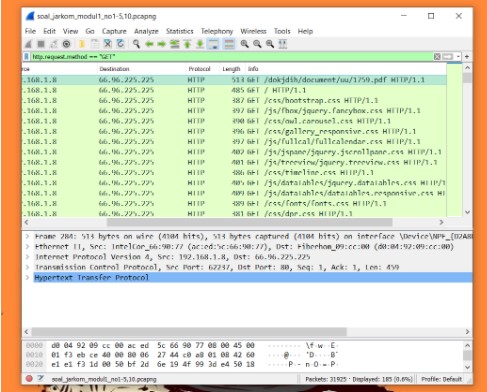 soal_jarkom_modul1_no1-5,10.pcapng
File Edit View Go Capture Analyze Statistics Telephony Wireless Tools Help
http.request.method == "GET"
Destination Protocol Length Info
.168.1.8 66.96.225.225 HTTP 513 GET /dokjdih/document/uu/1759.pdf HTTP/1.1
.168.1.8 66.96.225.225 HTTP 485 GET / HTTP/1.1
.168.1.8 66.96.225.225 HTTP 387 GET /css/bootstrap.css HTTP/1.1
.168.1.8 66.96.225.225 HTTP 397 GET /js/fbox/jquery.fancybox.css HTTP/1.1
.168.1.8 66.96.225.225 HTTP 390 GET /css/owl.carousel.css HTTP/1.1
.168.1.8 66.96.225.225 HTTP 396 GET /css/gallery_responsive.css HTTP/1.1
.168.1.8 66.96.225.225 HTTP 397 GET /js/fullcal/fullcalendar.css HTTP/1.1
.168.1.8 66.96.225.225 HTTP 402 GET /js/jspane/jquery.jscrollpane.css HTTP/1.1
.168.1.8 66.96.225.225 HTTP 401 GET /js/treeview/jquery.treeview.css HTTP/1.1
.168.1.8 66.96.225.225 HTTP 386 GET /css/timeline.css HTTP/1.1
.168.1.8 66.96.225.225 HTTP 405 GET /js/datatables/jquery.datatables.css HTTP/1
.168.1.8 66.96.225.225 HTTP 409 GET /js/datatables/datatables.responsive.css HT
.168.1.8 66.96.225.225 HTTP 389 GET /css/fonts/fonts.css HTTP/1.1
.168.1.8 66.96.225.225 HTTP 381 GET /css/dpe.css HTTP/1.1
> Frame 284: 513 bytes on wire (4104 bits), 513 bytes captured (4104 bits) on interface \Device\NPF_{D2A80
> Ethernet II, Src: IntelCor_66:90:77 (ac:ed:5c:66:90:77), Dst: Fiberhom_09:cc:00 (d0:04:92:09:cc:00)
> Internet Protocol Version 4, Src: 192.168.1.8, Dst: 66.96.225.225
> Transmission Control Protocol, Src Port: 62237, Dst Port: 80, Seq: 1, Ack: 1, Len: 459
> Hypertext Transfer Protocol
0000 d0 04 92 09 cc 00 ac ed 5c 66 90 77 08 00 45 00 ········ \f·w··E·
0010 01 f3 eb ce 40 00 80 06 27 44 c0 a8 01 08 42 60 ····@··· 'D····B`
0020 e1 e1 f3 1d 00 50 bf 2d 6e 19 4f 99 3d e4 50 18 ·····P·- n·O·=·P·
soal_jarkom_modul1_no1-5,10.pcapng Packets: 31925 · Displayed: 185 (0.6%) Profile: Default